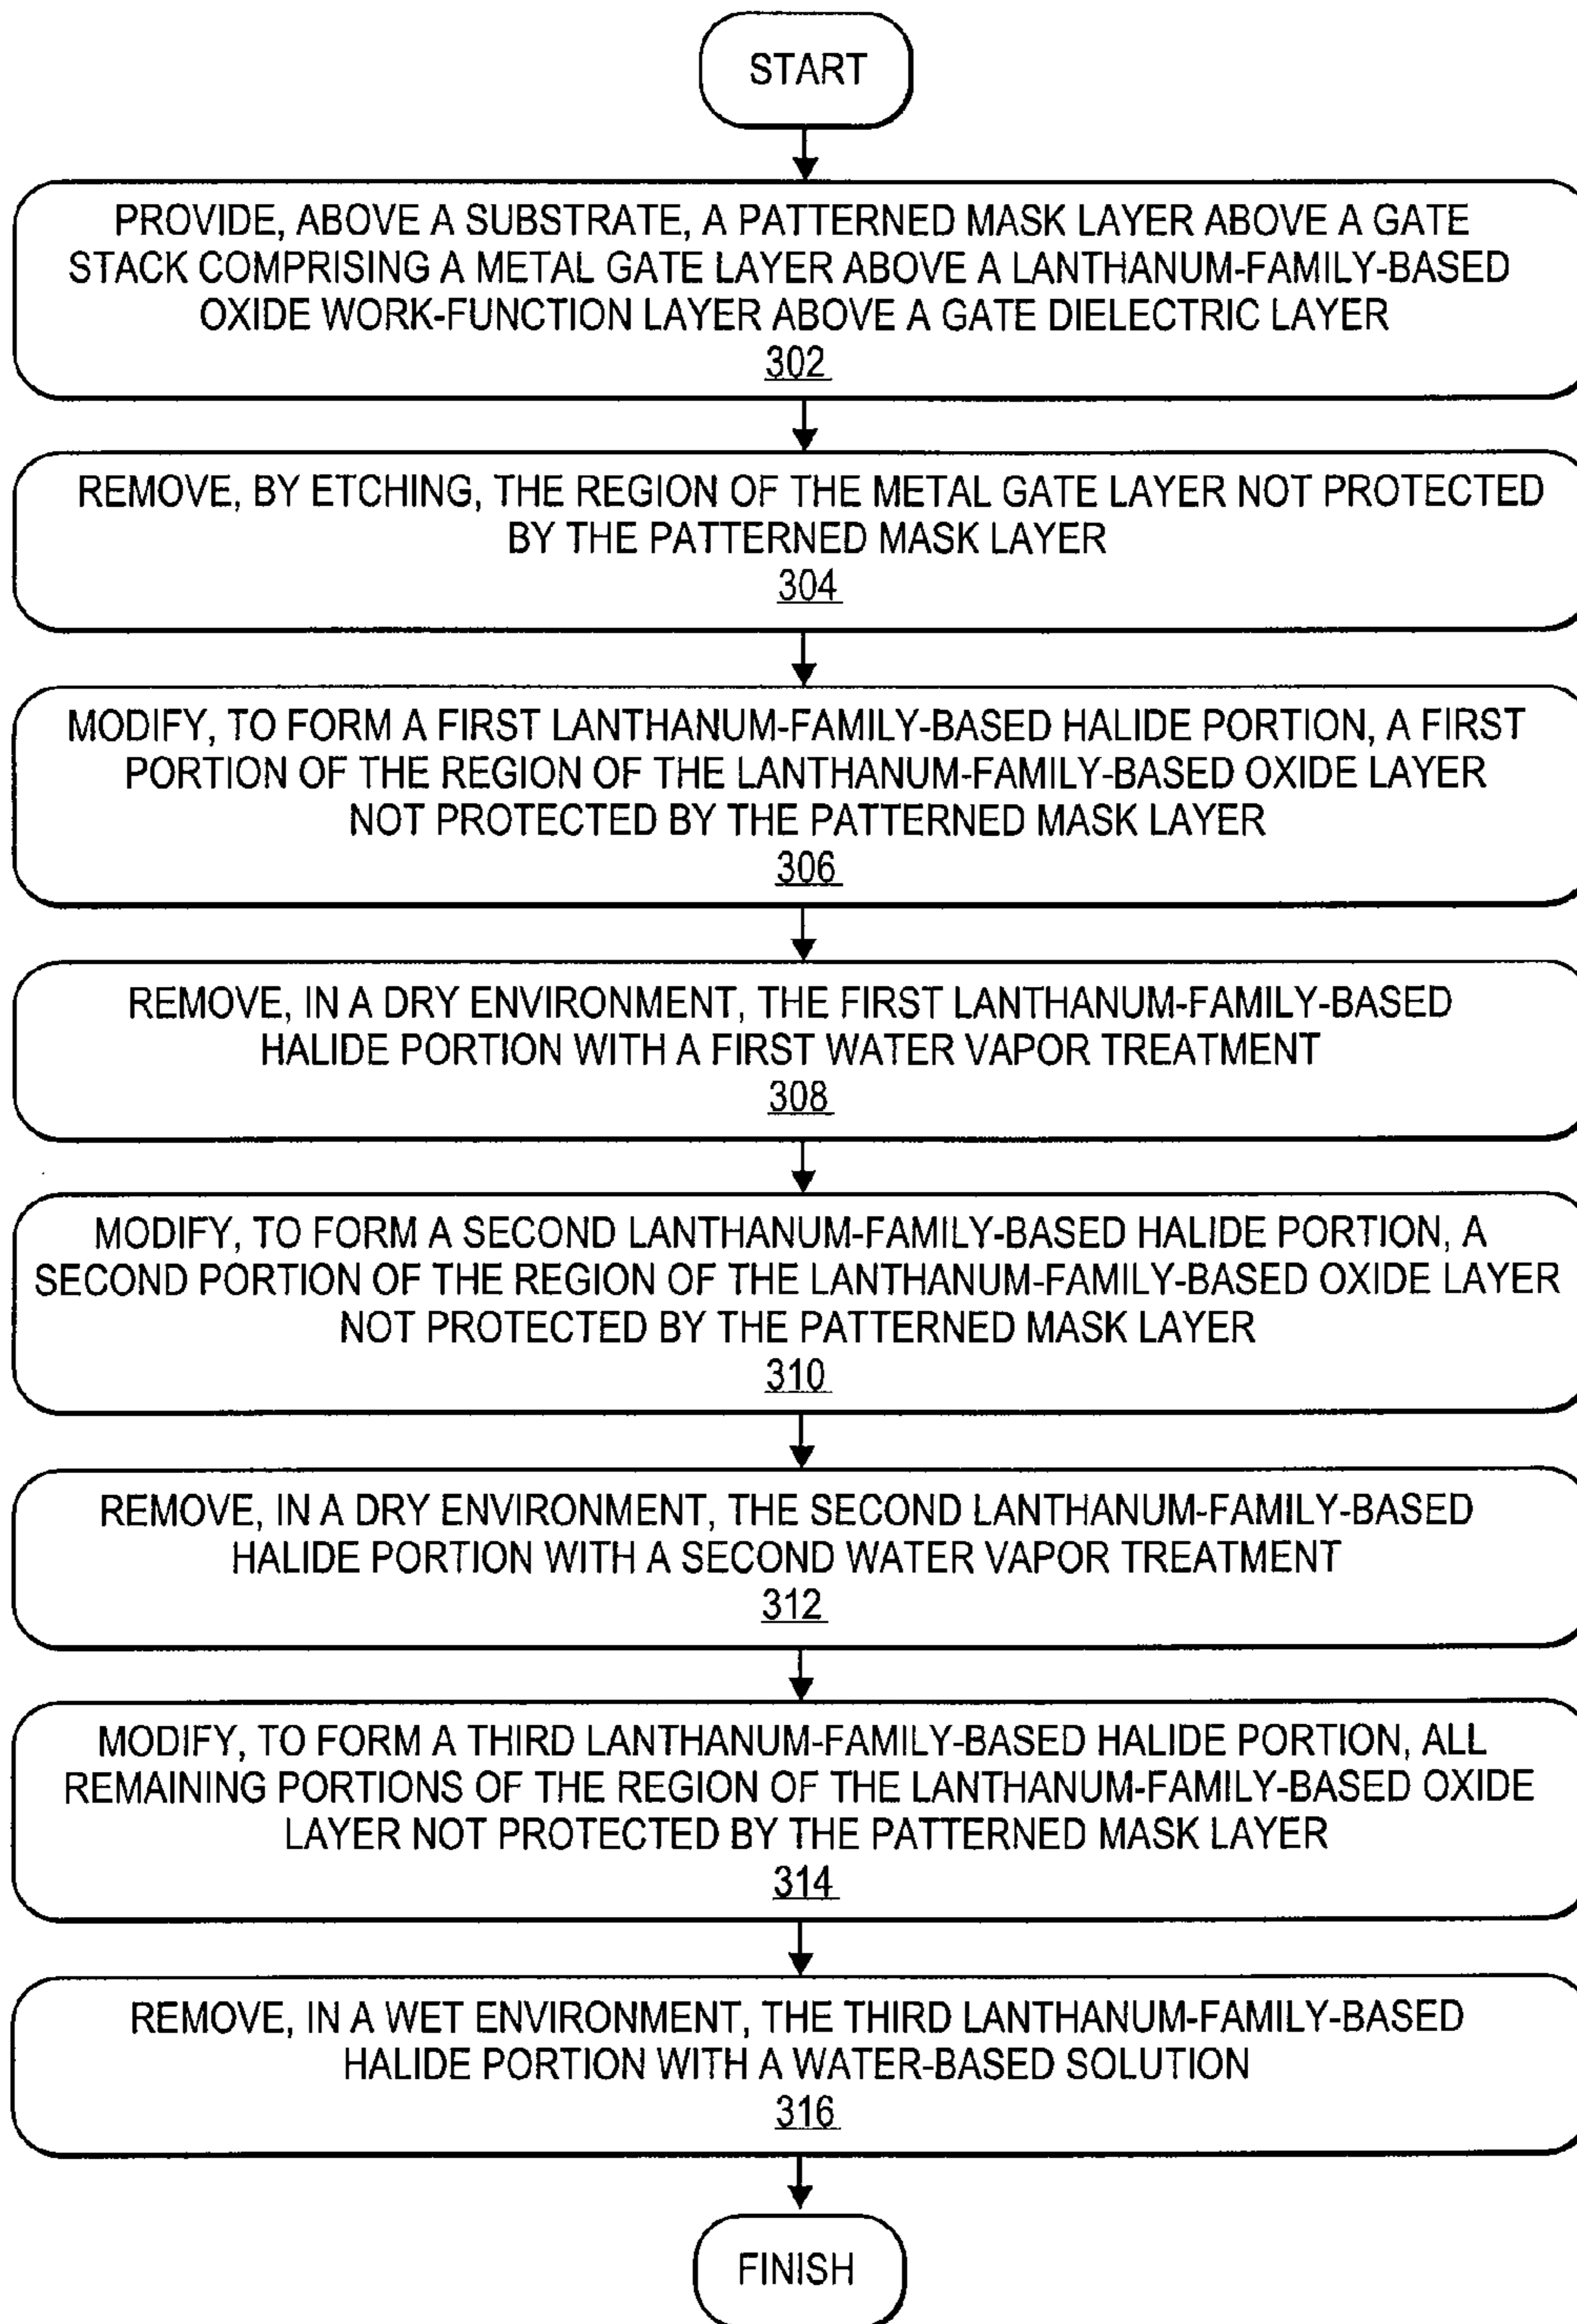 START
PROVIDE, ABOVE A SUBSTRATE, A PATTERNED MASK LAYER ABOVE A GATE
STACK COMPRISING A METAL GATE LAYER ABOVE A LANTHANUM-FAMILY-BASED
OXIDE WORK-FUNCTION LAYER ABOVE A GATE DIELECTRIC LAYER
302
REMOVE, BY ETCHING, THE REGION OF THE METAL GATE LAYER NOT PROTECTED
BY THE PATTERNED MASK LAYER
304
MODIFY, TO FORM A FIRST LANTHANUM-FAMILY-BASED HALIDE PORTION, A FIRST
PORTION OF THE REGION OF THE LANTHANUM-FAMILY-BASED OXIDE LAYER
NOT PROTECTED BY THE PATTERNED MASK LAYER
306
REMOVE, IN A DRY ENVIRONMENT, THE FIRST LANTHANUM-FAMILY-BASED
HALIDE PORTION WITH A FIRST WATER VAPOR TREATMENT
308
MODIFY, TO FORM A SECOND LANTHANUM-FAMILY-BASED HALIDE PORTION, A
SECOND PORTION OF THE REGION OF THE LANTHANUM-FAMILY-BASED OXIDE LAYER
NOT PROTECTED BY THE PATTERNED MASK LAYER
310
REMOVE, IN A DRY ENVIRONMENT, THE SECOND LANTHANUM-FAMILY-BASED
HALIDE PORTION WITH A SECOND WATER VAPOR TREATMENT
312
MODIFY, TO FORM A THIRD LANTHANUM-FAMILY-BASED HALIDE PORTION, ALL
REMAINING PORTIONS OF THE REGION OF THE LANTHANUM-FAMILY-BASED OXIDE
LAYER NOT PROTECTED BY THE PATTERNED MASK LAYER
314
REMOVE, IN A WET ENVIRONMENT, THE THIRD LANTHANUM-FAMILY-BASED
HALIDE PORTION WITH A WATER-BASED SOLUTION
316
FINISH